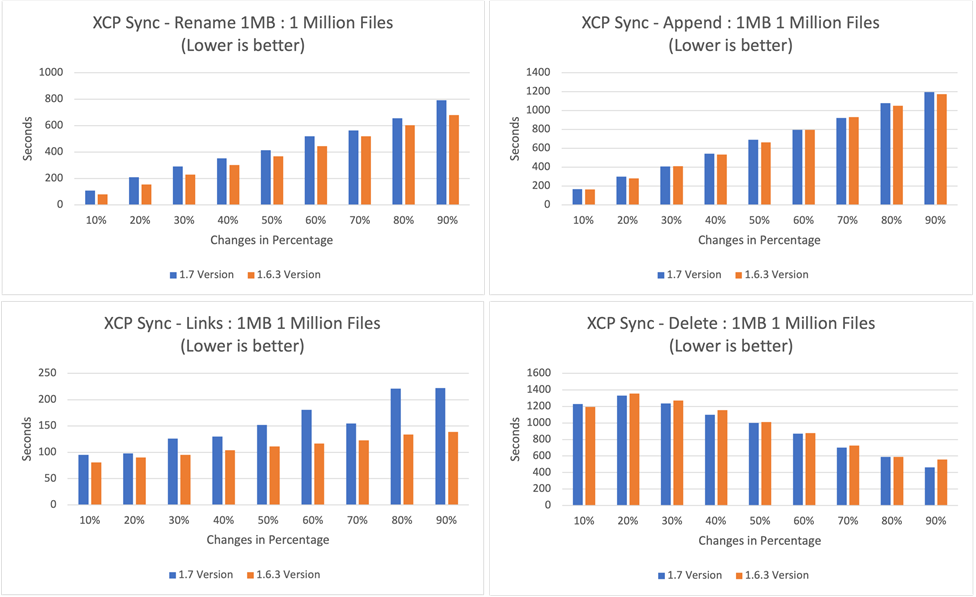 XCP Sync - Rename 1MB : 1 Million Files
(Lower is better)
1000
800
600
400
200
0
Seconds
10% 20% 30% 40% 50% 60% 70% 80% 90%
Changes in Percentage
1.7 Version 1.6.3 Version
XCP Sync - Append : 1MB 1 Million Files
(Lower is better)
1400
1200
1000
800
600
400
200
0
Seconds
10% 20% 30% 40% 50% 60% 70% 80% 90%
Changes in Percentage
1.7 Version 1.6.3 Version
XCP Sync - Links : 1MB 1 Million Files
(Lower is better)
250
200
150
100
50
0
Seconds
10% 20% 30% 40% 50% 60% 70% 80% 90%
Changes in Percentage
1.7 Version 1.6.3 Version
XCP Sync - Delete : 1MB 1 Million Files
(Lower is better)
1600
1400
1200
1000
800
600
400
200
0
Seconds
10% 20% 30% 40% 50% 60% 70% 80% 90%
Changes in Percentage
1.7 Version 1.6.3 Version